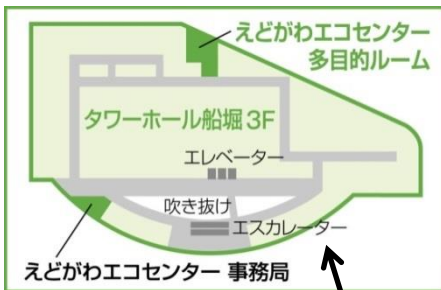 えどがわエコセンター
多目的ルーム
タワーホール船堀3F
エレベーター
吹き抜け
エスカレーター
えどがわエコセンター 事務局